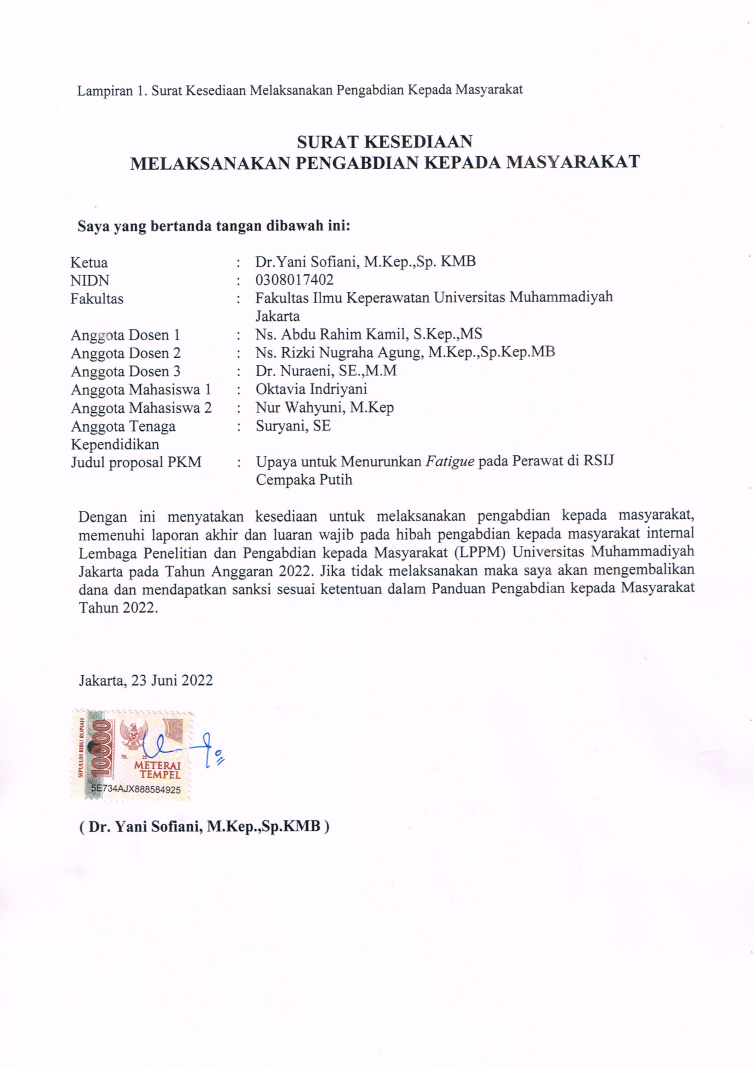 Lampiran 1. Surat Kesediaan Melaksanakan Pengabdian Kepada Masyarakat
SURAT KESEDIAAN
MELAKSANAKAN PENGABDIAN KEPADA MASYARAKAT
Saya yang bertanda tangan dibawah ini:
Ketua : Dr.Yani Sofiani, M.Kep.,Sp. KMB
NIDN : 0308017402
Fakultas : Fakultas Ilmu Keperawatan Universitas Muhammadiyah
Jakarta
Anggota Dosen 1 : Ns. Abdu Rahim Kamil, S.Kep.,MS
Anggota Dosen 2 : Ns. Rizki Nugraha Agung, M.Kep.,Sp.Kep.MB
Anggota Dosen 3 : Dr. Nuraeni, SE.,M.M
Anggota Mahasiswa 1 : Oktavia Indriyani
Anggota Mahasiswa 2 : Nur Wahyuni, M.Kep
Anggota Tenaga : Suryani, SE
Kependidikan
Judul proposal PKM : Upaya untuk Menurunkan Fatigue pada Perawat di RSIJ
Cempaka Putih
Dengan ini menyatakan kesediaan untuk melaksanakan pengabdian kepada masyarakat,
memenuhi laporan akhir dan luaran wajib pada hibah pengabdian kepada masyarakat internal
Lembaga Penelitian dan Pengabdian kepada Masyarakat (LPPM) Universitas Muhammadiyah
Jakarta pada Tahun Anggaran 2022. Jika tidak melaksanakan maka saya akan mengembalikan
dana dan mendapatkan sanksi sesuai ketentuan dalam Panduan Pengabdian kepada Masyarakat
Tahun 2022.
Jakarta, 23 Juni 2022
SEPULUH RIBU RUPIAH
10000
METERAI
TEMPEL
5E734AJX888584925
( Dr. Yani Sofiani, M.Kep.,Sp.KMB )